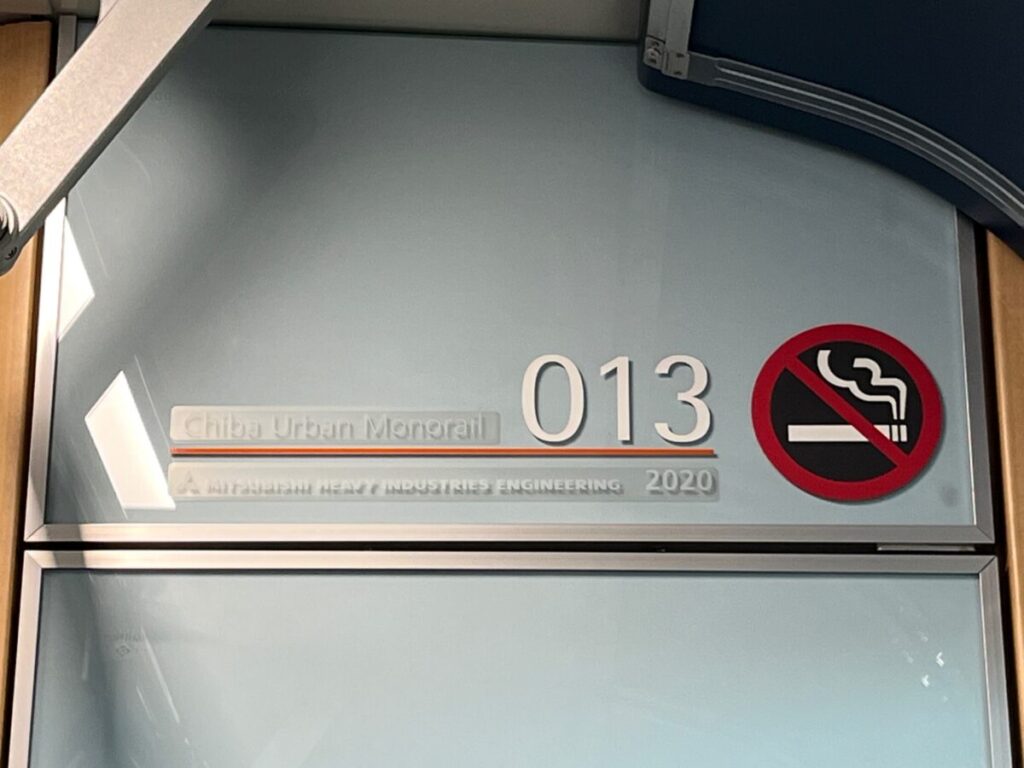 Chiba Urban Monorail 013
MITSUBISHI HEAVY INDUSTRIES ENGINEERING 2020